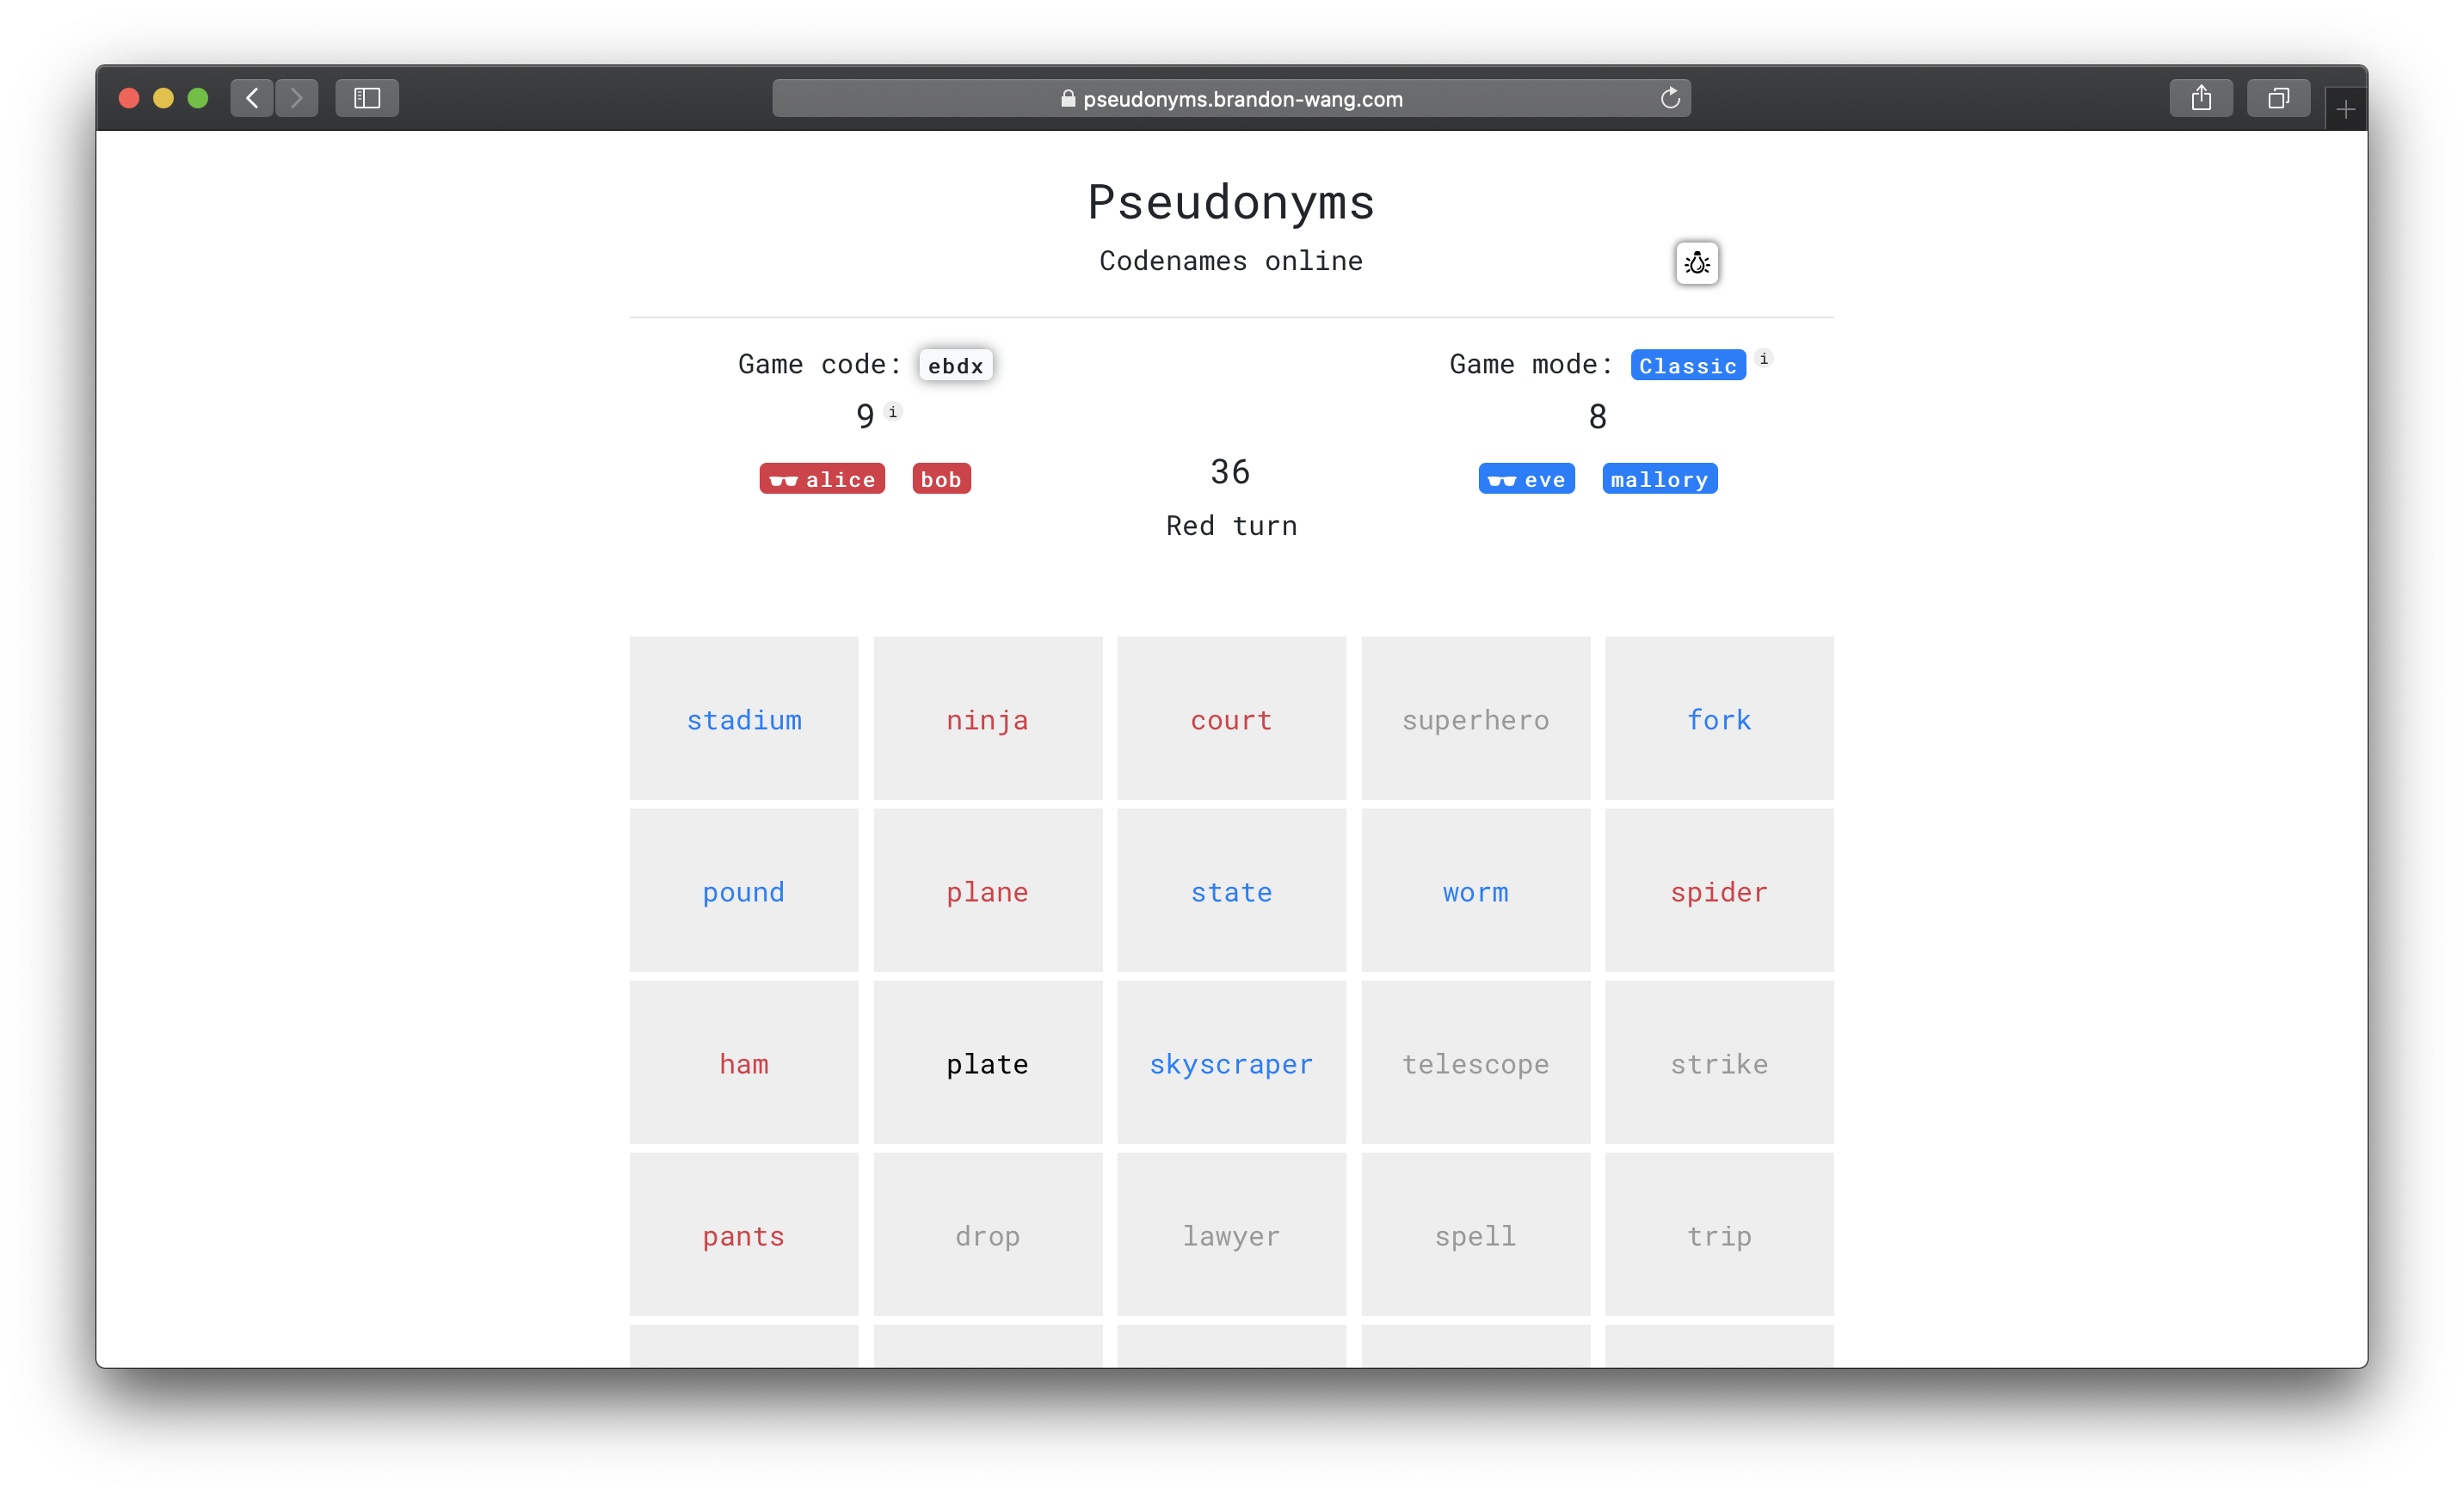 pseudonyms.brandon-wang.com
Pseudonyms
Codenames online
Game code: ebdx
Game mode: Classic i
9 i
8
alice bob
36
eve mallory
Red turn
stadium ninja court superhero fork
pound plane state worm spider
ham plate skyscraper telescope strike
pants drop lawyer spell trip